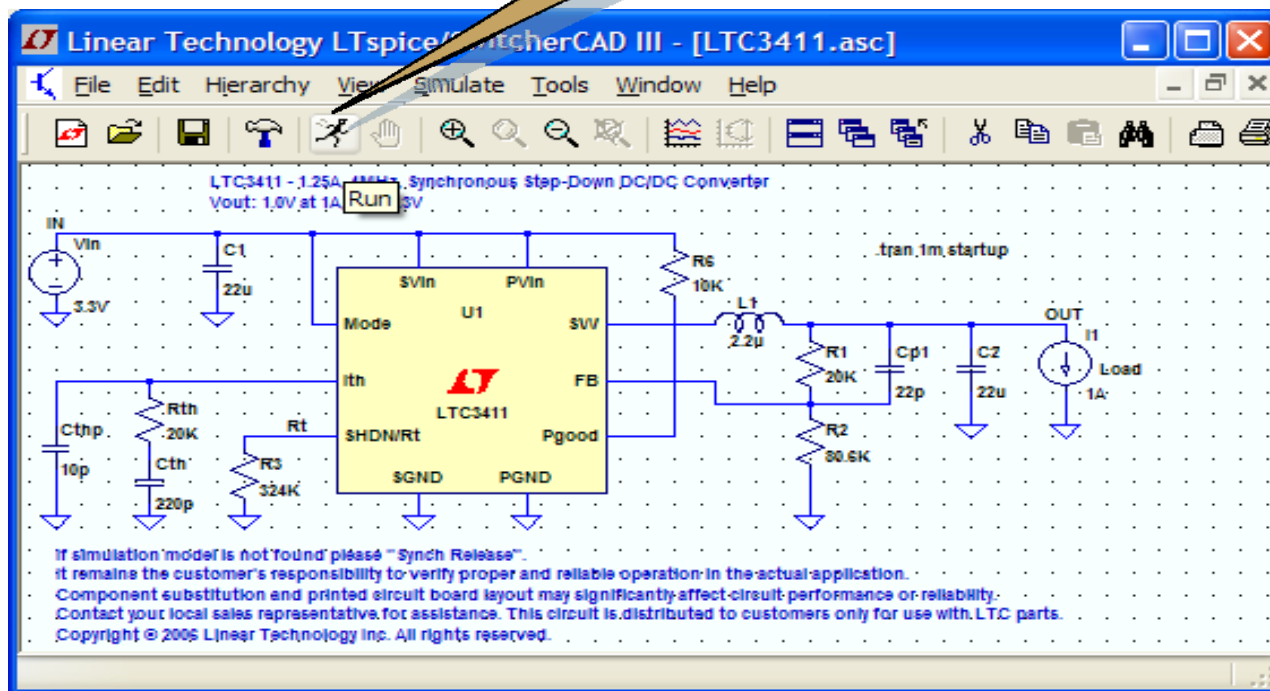 Linear Technology LTspice/SwitcherCAD III - [LTC3411.asc]
File Edit Hierarchy View Simulate Tools Window Help
LTC3411 - 1.25A, 4MHz, Synchronous Step-Down DC/DC Converter
Vout: 1.0V at 1A
3V
Run
IN
Vin
3.3V
C1
22u
SVin
PVin
U1
Mode
SW
Ith
FB
LTC3411
SHDN/Rt
Pgood
SGND
PGND
R6
10K
.tran 1m startup
L1
2.2µ
OUT
I1
Load
1A
R1
20K
Cp1
22p
C2
22u
R2
80.6K
Rth
20K
Rt
Cthp
10p
Cth
220p
R3
324K
If simulation model is not found please "Synch Release".
It remains the customer's responsibility to verify proper and reliable operation in the actual application.
Component substitution and printed circuit board layout may significantly affect circuit performance or reliability.
Contact your local sales representative for assistance. This circuit is distributed to customers only for use with LTC parts.
Copyright © 2006 Linear Technology Inc. All rights reserved.